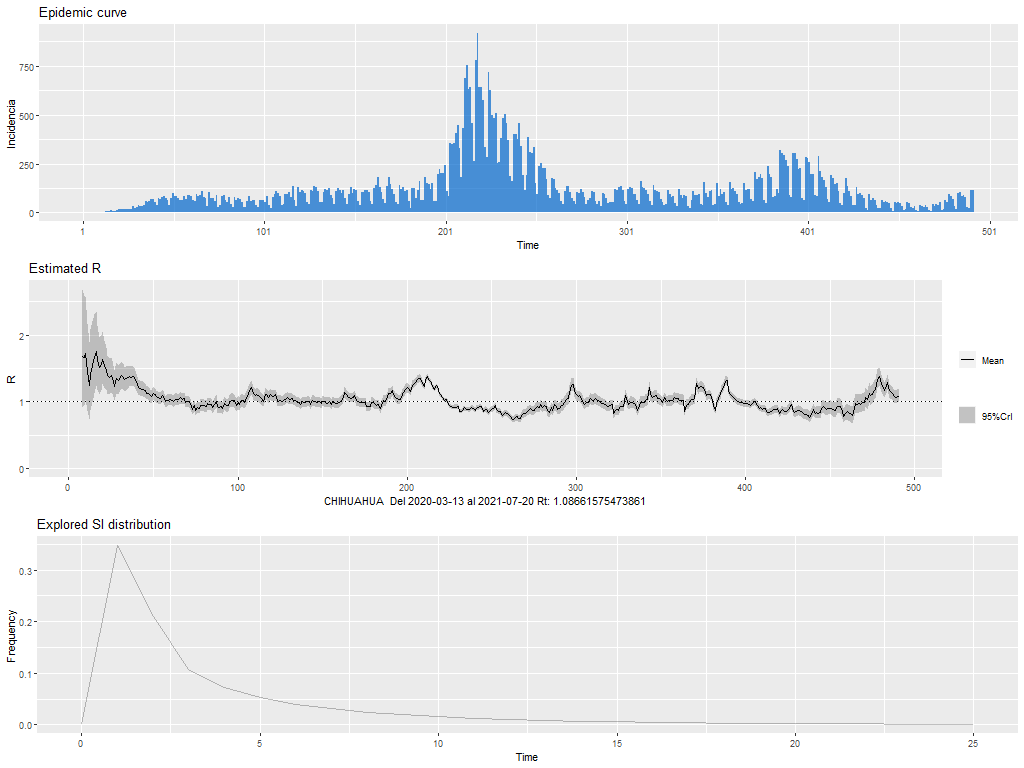 Epidemic curve
750
500
250
0
Incidencia
1 101 201 301 401 501
Time
Estimated R
2
1
0
R
Mean
95%CrI
0 100 200 300 400 500
CHIHUAHUA Del 2020-03-13 al 2021-07-20 Rt: 1.08661575473861
Explored SI distribution
0.3
0.2
0.1
0.0
Frequency
0 5 10 15 20 25
Time